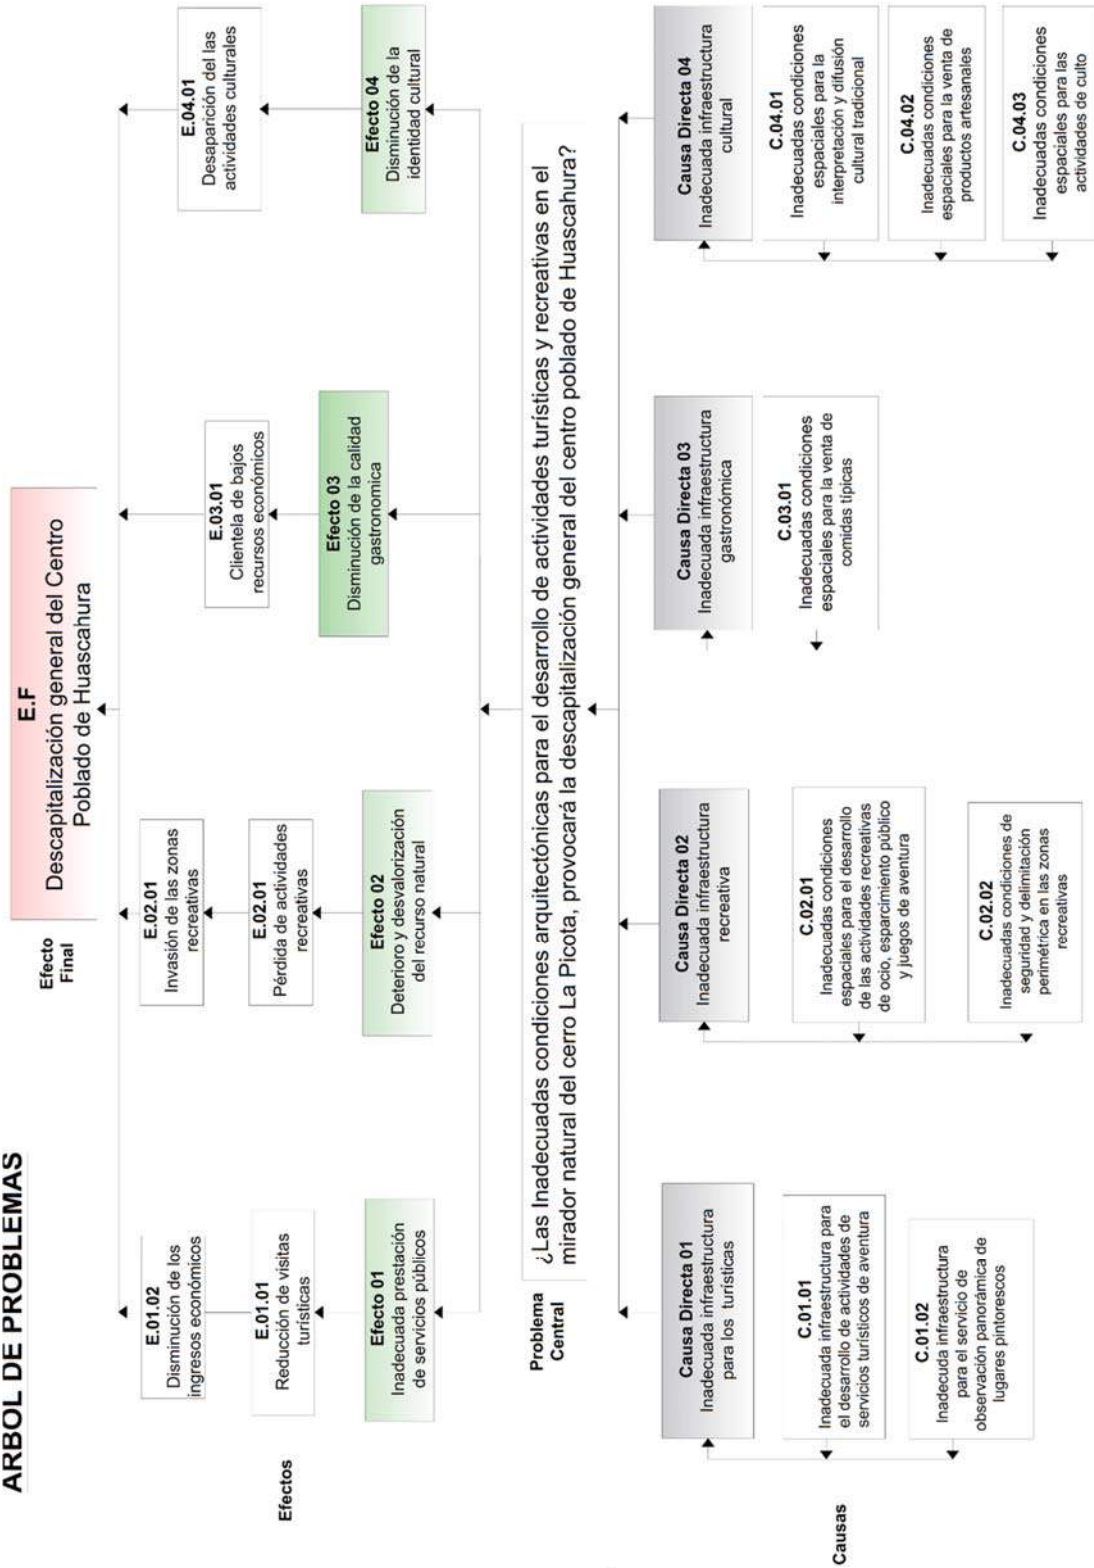 ARBOL DE PROBLEMAS
Efecto
Final
E.F
Descapitalización general del Centro
Poblado de Huascahura
E.01.02
Disminución de los
ingresos económicos
E.02.01
Invasión de las zonas
recreativas
E.03.01
Clientela de bajos
recursos económicos
E.04.01
Desaparición del las
actividades culturales
Efectos
E.01.01
Reducción de visitas
turísticas
E.02.01
Pérdida de actividades
recreativas
Efecto 01
Inadecuada prestación
de servicios públicos
Efecto 02
Deterioro y desvalorización
del recurso natural
Efecto 03
Disminución de la calidad
gastronomica
Efecto 04
Disminución de la
identidad cultural
Problema
Central
¿Las Inadecuadas condiciones arquitectónicas para el desarrollo de actividades turísticas y recreativas en el
mirador natural del cerro La Picota, provocará la descapitalización general del centro poblado de Huascahura?
Causa Directa 01
Inadecuada infraestructura
para los turísticas
Causa Directa 02
Inadecuada infraestructura
recreativa
Causa Directa 03
Inadecuada infraestructura
gastronómica
Causa Directa 04
Inadecuada infraestructura
cultural
Causas
C.01.01
Inadecuada infraestructura para
el desarrollo de actividades de
servicios turísticos de aventura
C.01.02
Inadecuda infraestructura
para el servicio de
observación panorámica de
lugares pintorescos
C.02.01
Inadecuadas condiciones
espaciales para el desarrollo
de las actividades recreativas
de ocio, esparcimiento público
y juegos de aventura
C.02.02
Inadecuadas condiciones de
seguridad y delimitación
perimétrica en las zonas
recreativas
C.03.01
Inadecuadas condiciones
espaciales para la venta de
comidas típicas
C.04.01
Inadecuadas condiciones
espaciales para la
interpretación y difusión
cultural tradicional
C.04.02
Inadecuadas condiciones
espaciales para la venta de
productos artesanales
C.04.03
Inadecuadas condiciones
espaciales para las
actividades de culto